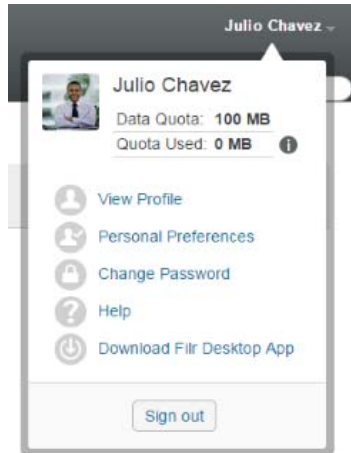 Julio Chavez
Julio Chavez
Data Quota: 100 MB
Quota Used: 0 MB
View Profile
Personal Preferences
Change Password
Help
Download Filr Desktop App
Sign out